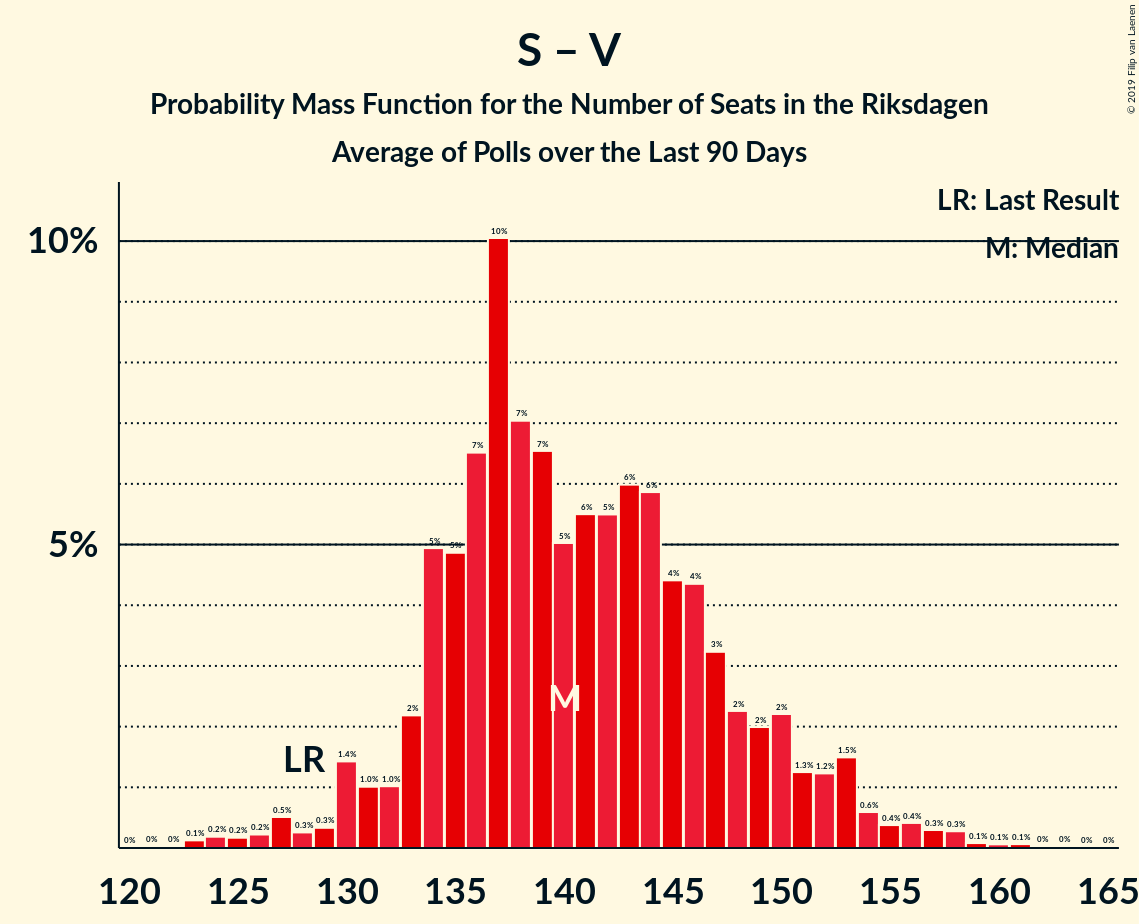 S – V
Probability Mass Function for the Number of Seats in the Riksdagen
Average of Polls over the Last 90 Days
© 2019 Filip van Laenen
LR: Last Result
M: Median
10%
5%
0% 0% 0% 0.1% 0.2% 0.2% 0.2% 0.5% 0.3% 0.3% 1.4% 1.0% 1.0% 2% 5% 5% 7% 10% 7% 7% 5% 6% 5% 6% 6% 4% 4% 3% 2% 2% 2% 1.3% 1.2% 1.5% 0.6% 0.4% 0.4% 0.3% 0.3% 0.1% 0.1% 0.1% 0% 0% 0% 0%
LR
M
120 125 130 135 140 145 150 155 160 165